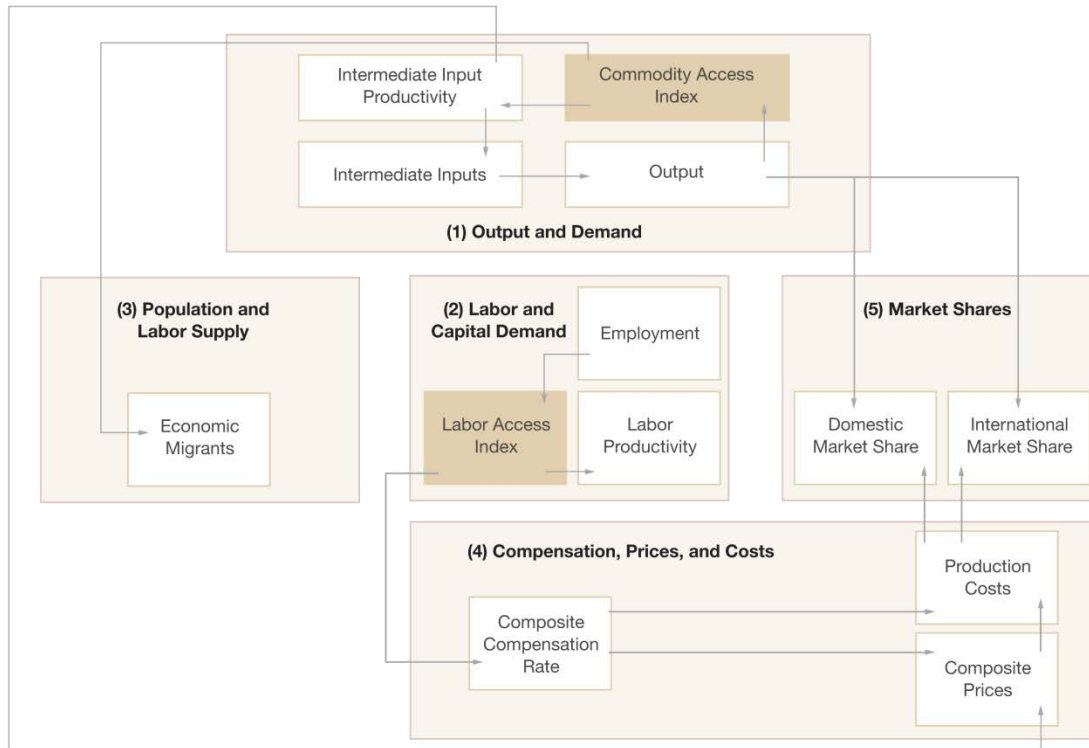 Intermediate Input
Productivity
Commodity Access
Index
Intermediate Inputs
Output
(1) Output and Demand
(3) Population and
Labor Supply
Economic
Migrants
(2) Labor and
Capital Demand
Employment
Labor Access
Index
Labor
Productivity
(5) Market Shares
Domestic
Market Share
International
Market Share
(4) Compensation, Prices, and Costs
Production
Costs
Composite
Compensation
Rate
Composite
Prices